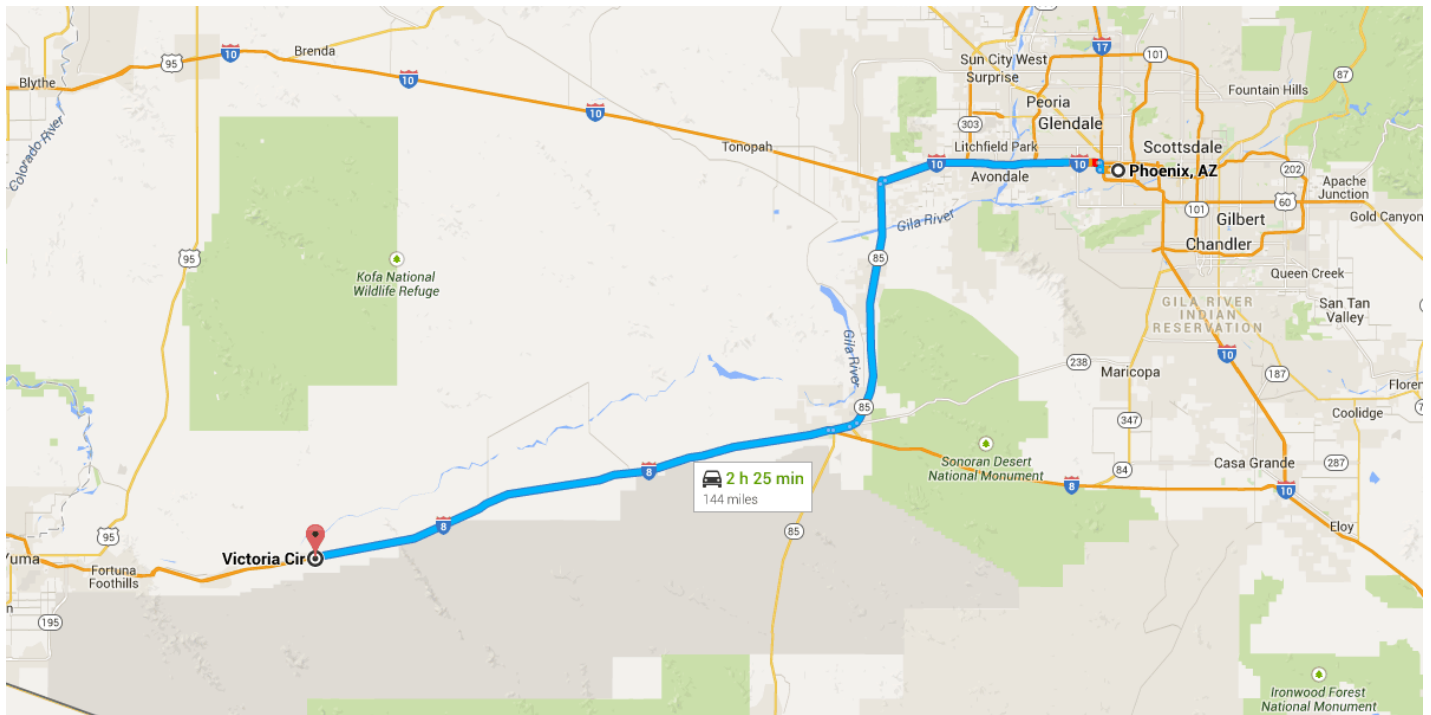 17
Brenda
10
95
Sun City West
Surprise
101
87
Blythe
10
Fountain Hills
Peoria
10
303
Glendale
Colorado River
Tonopah
Litchfield Park
Scottsdale
10
10
Avondale
Phoenix, AZ
202
Apache
Junction
60
101
Gilbert
Gold Canyon
Gila River
Chandler
95
85
Queen Creek
Kofa National
Wildlife Refuge
GILA RIVER
INDIAN
RESERVATION
San Tan
Valley
Gila River
10
238
Maricopa
187
85
347
Coolidge
Sonoran Desert
National Monument
84
Casa Grande
287
8
2 h 25 min
144 miles
8
10
8
Eloy
95
85
Victoria Cir
Fortuna
Foothills
195
Ironwood Forest
National Monument